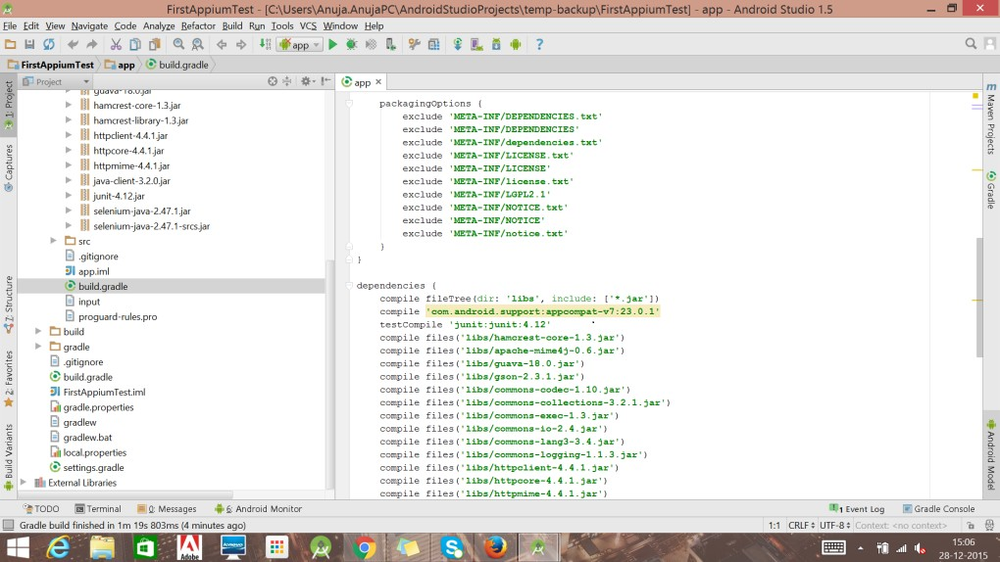 FirstAppiumTest - [C:\Users\Anuja.AnujaPC\AndroidStudioProjects\temp-backup\FirstAppiumTest] - app - Android Studio 1.5
File Edit View Navigate Code Analyze Refactor Build Run Tools VCS Window Help
app
FirstAppiumTest app build.gradle
Project
app
1: Project
Captures
7: Structure
2: Favorites
Build Variants
guava-18.0.jar
hamcrest-core-1.3.jar
hamcrest-library-1.3.jar
httpclient-4.4.1.jar
httpcore-4.4.1.jar
httpmime-4.4.1.jar
java-client-3.2.0.jar
junit-4.12.jar
selenium-java-2.47.1.jar
selenium-java-2.47.1-srcs.jar
src
.gitignore
app.iml
build.gradle
input
proguard-rules.pro
build
gradle
.gitignore
build.gradle
FirstAppiumTest.iml
gradle.properties
gradlew
gradlew.bat
local.properties
settings.gradle
External Libraries
packagingOptions {
exclude 'META-INF/DEPENDENCIES.txt'
exclude 'META-INF/DEPENDENCIES'
exclude 'META-INF/dependencies.txt'
exclude 'META-INF/LICENSE.txt'
exclude 'META-INF/LICENSE'
exclude 'META-INF/license.txt'
exclude 'META-INF/LGPL2.1'
exclude 'META-INF/NOTICE.txt'
exclude 'META-INF/NOTICE'
exclude 'META-INF/notice.txt'
}
}
dependencies {
compile fileTree(dir: 'libs', include: ['*.jar'])
compile 'com.android.support:appcompat-v7:23.0.1'
testCompile 'junit:junit:4.12'
compile files('libs/hamcrest-core-1.3.jar')
compile files('libs/apache-mime4j-0.6.jar')
compile files('libs/guava-18.0.jar')
compile files('libs/gson-2.3.1.jar')
compile files('libs/commons-codec-1.10.jar')
compile files('libs/commons-collections-3.2.1.jar')
compile files('libs/commons-exec-1.3.jar')
compile files('libs/commons-io-2.4.jar')
compile files('libs/commons-lang3-3.4.jar')
compile files('libs/commons-logging-1.1.3.jar')
compile files('libs/httpclient-4.4.1.jar')
compile files('libs/httpcore-4.4.1.jar')
compile files('libs/httpmime-4.4.1.jar')
Maven Projects
Gradle
Android Model
TODO Terminal 0: Messages 6: Android Monitor 1 Event Log Gradle Console
Gradle build finished in 1m 19s 803ms (4 minutes ago) 1:1 CRLF UTF-8 Context: <no context>
Adobe
lenovo
15:06
28-12-2015